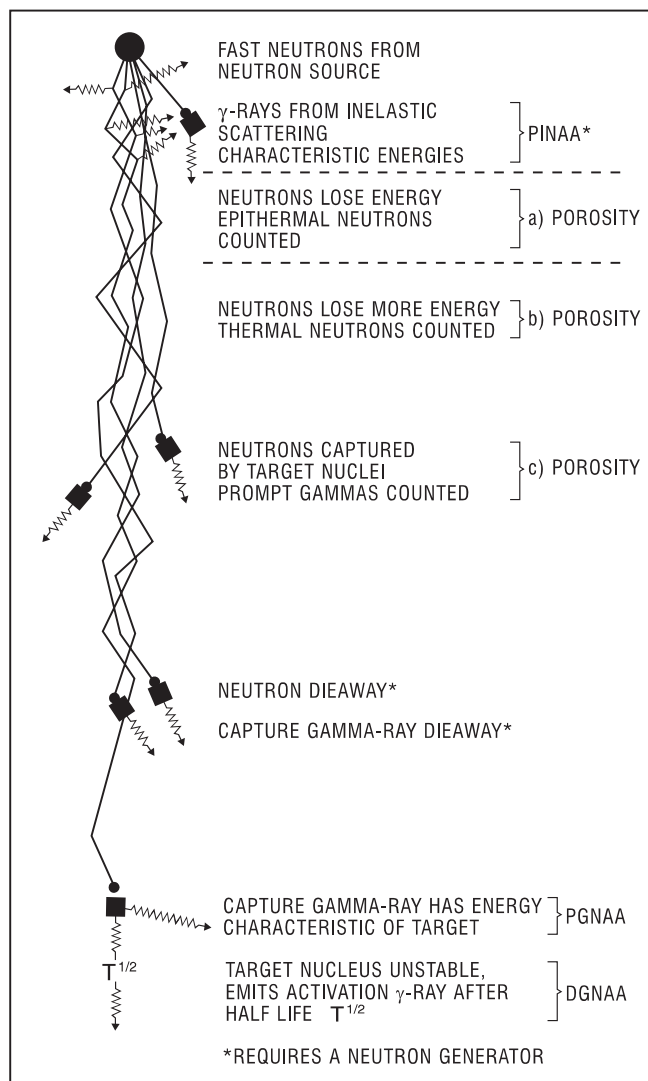 FAST NEUTRONS FROM
NEUTRON SOURCE
γ-RAYS FROM INELASTIC
SCATTERING
CHARACTERISTIC ENERGIES
PINAA*
NEUTRONS LOSE ENERGY
EPITHERMAL NEUTRONS
COUNTED
a) POROSITY
NEUTRONS LOSE MORE ENERGY
THERMAL NEUTRONS COUNTED
b) POROSITY
NEUTRONS CAPTURED
BY TARGET NUCLEI
PROMPT GAMMAS COUNTED
c) POROSITY
NEUTRON DIEAWAY*
CAPTURE GAMMA-RAY DIEAWAY*
CAPTURE GAMMA-RAY HAS ENERGY
CHARACTERISTIC OF TARGET
PGNAA
T 1/2
TARGET NUCLEUS UNSTABLE,
EMITS ACTIVATION γ-RAY AFTER
HALF LIFE T 1/2
DGNAA
*REQUIRES A NEUTRON GENERATOR